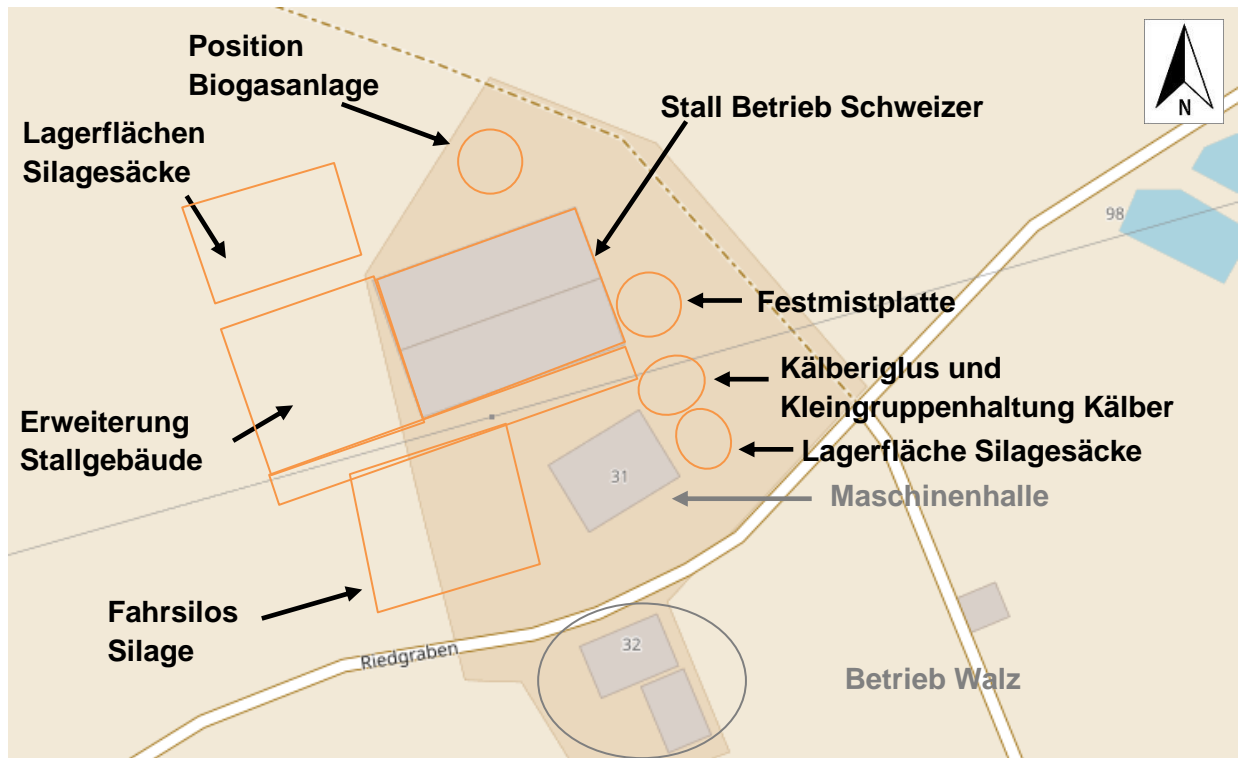 Position
Biogasanlage
N
Stall Betrieb Schweizer
Lagerflächen
Silagesäcke
98
Festmistplatte
Kälberiglus und
Kleingruppenhaltung Kälber
Erweiterung
Stallgebäude
Lagerfläche Silagesäcke
31
Maschinenhalle
Fahrsilos
Silage
Riedgraben
32
Betrieb Walz